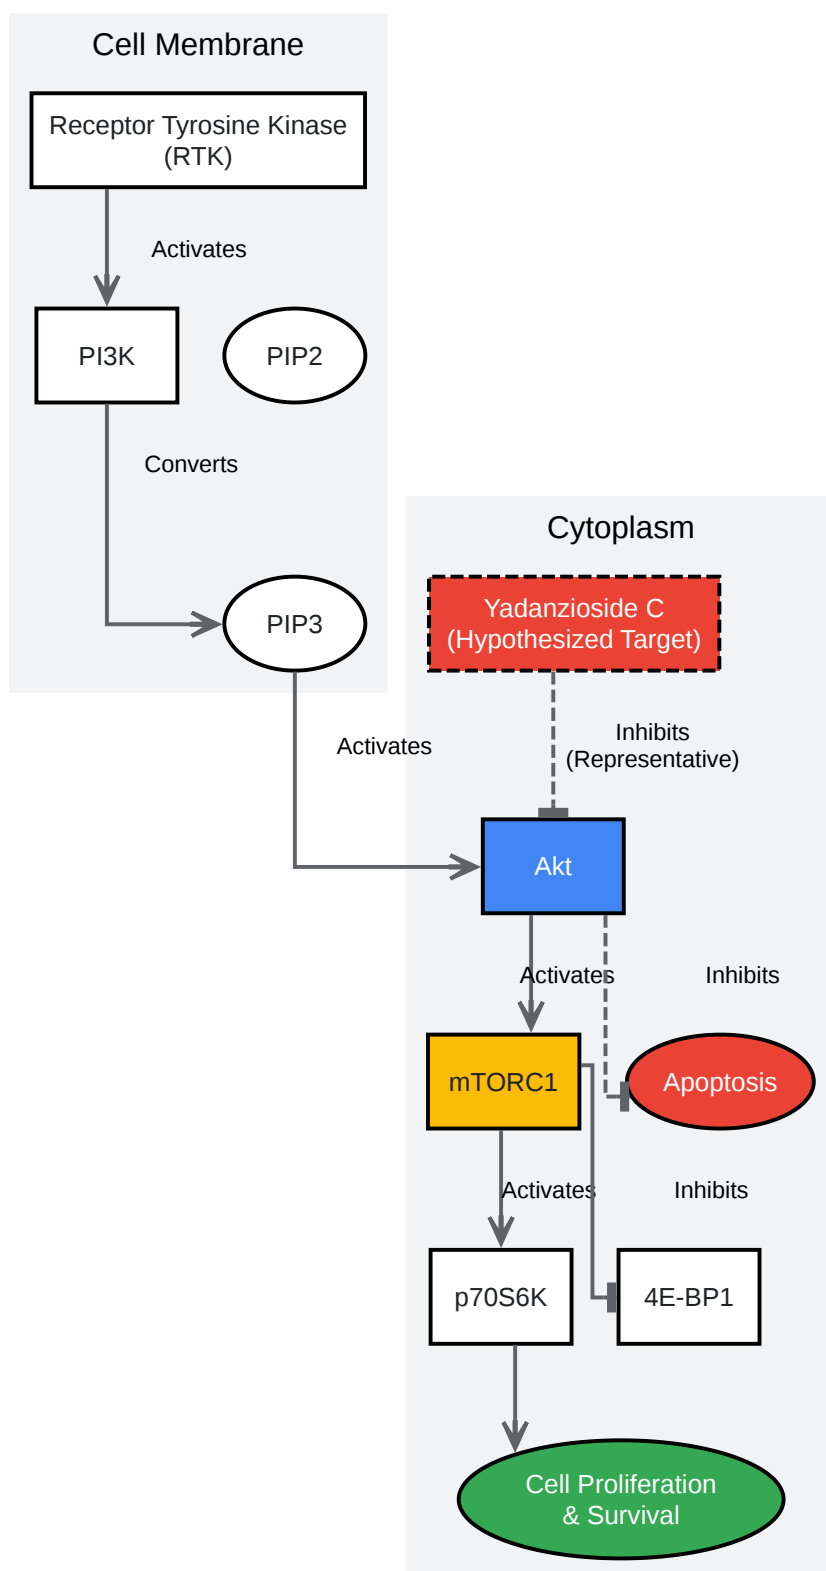 Cell Membrane
Receptor Tyrosine Kinase
(RTK)
Activates
PI3K
PIP2
Converts
PIP3
Cytoplasm
Yadanzioside C
(Hypothesized Target)
Activates
Inhibits
(Representative)
Akt
Activates
Inhibits
mTORC1
Apoptosis
Activates
Inhibits
p70S6K
4E-BP1
Cell Proliferation
& Survival